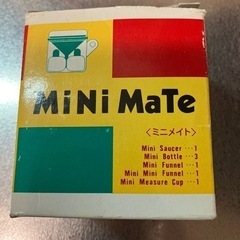 MiNi MaTe
〈ミニメイト〉
Mini Saucer ‥‥1
Mini Bottle ‥‥3
Mini Funnel ‥‥1
Mini Mini Funnel ‥‥1
Mini Measure Cup ‥‥1